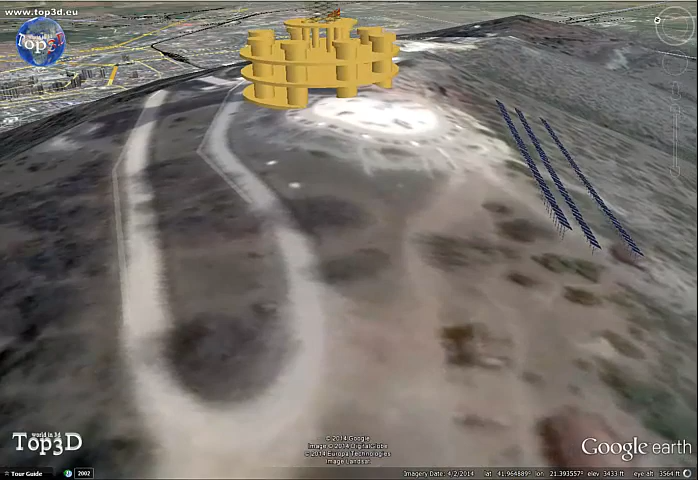 www.top3d.eu
Top3D
world in 3d
Top3D
© 2014 Google
Image © 2014 DigitalGlobe
© 2014 Europa Technologies
Image Landsat
Google earth
Tour Guide
2002
Imagery Date: 4/2/2014 lat 41.964889° lon 21.393557° elev 3433 ft eye alt 3564 ft